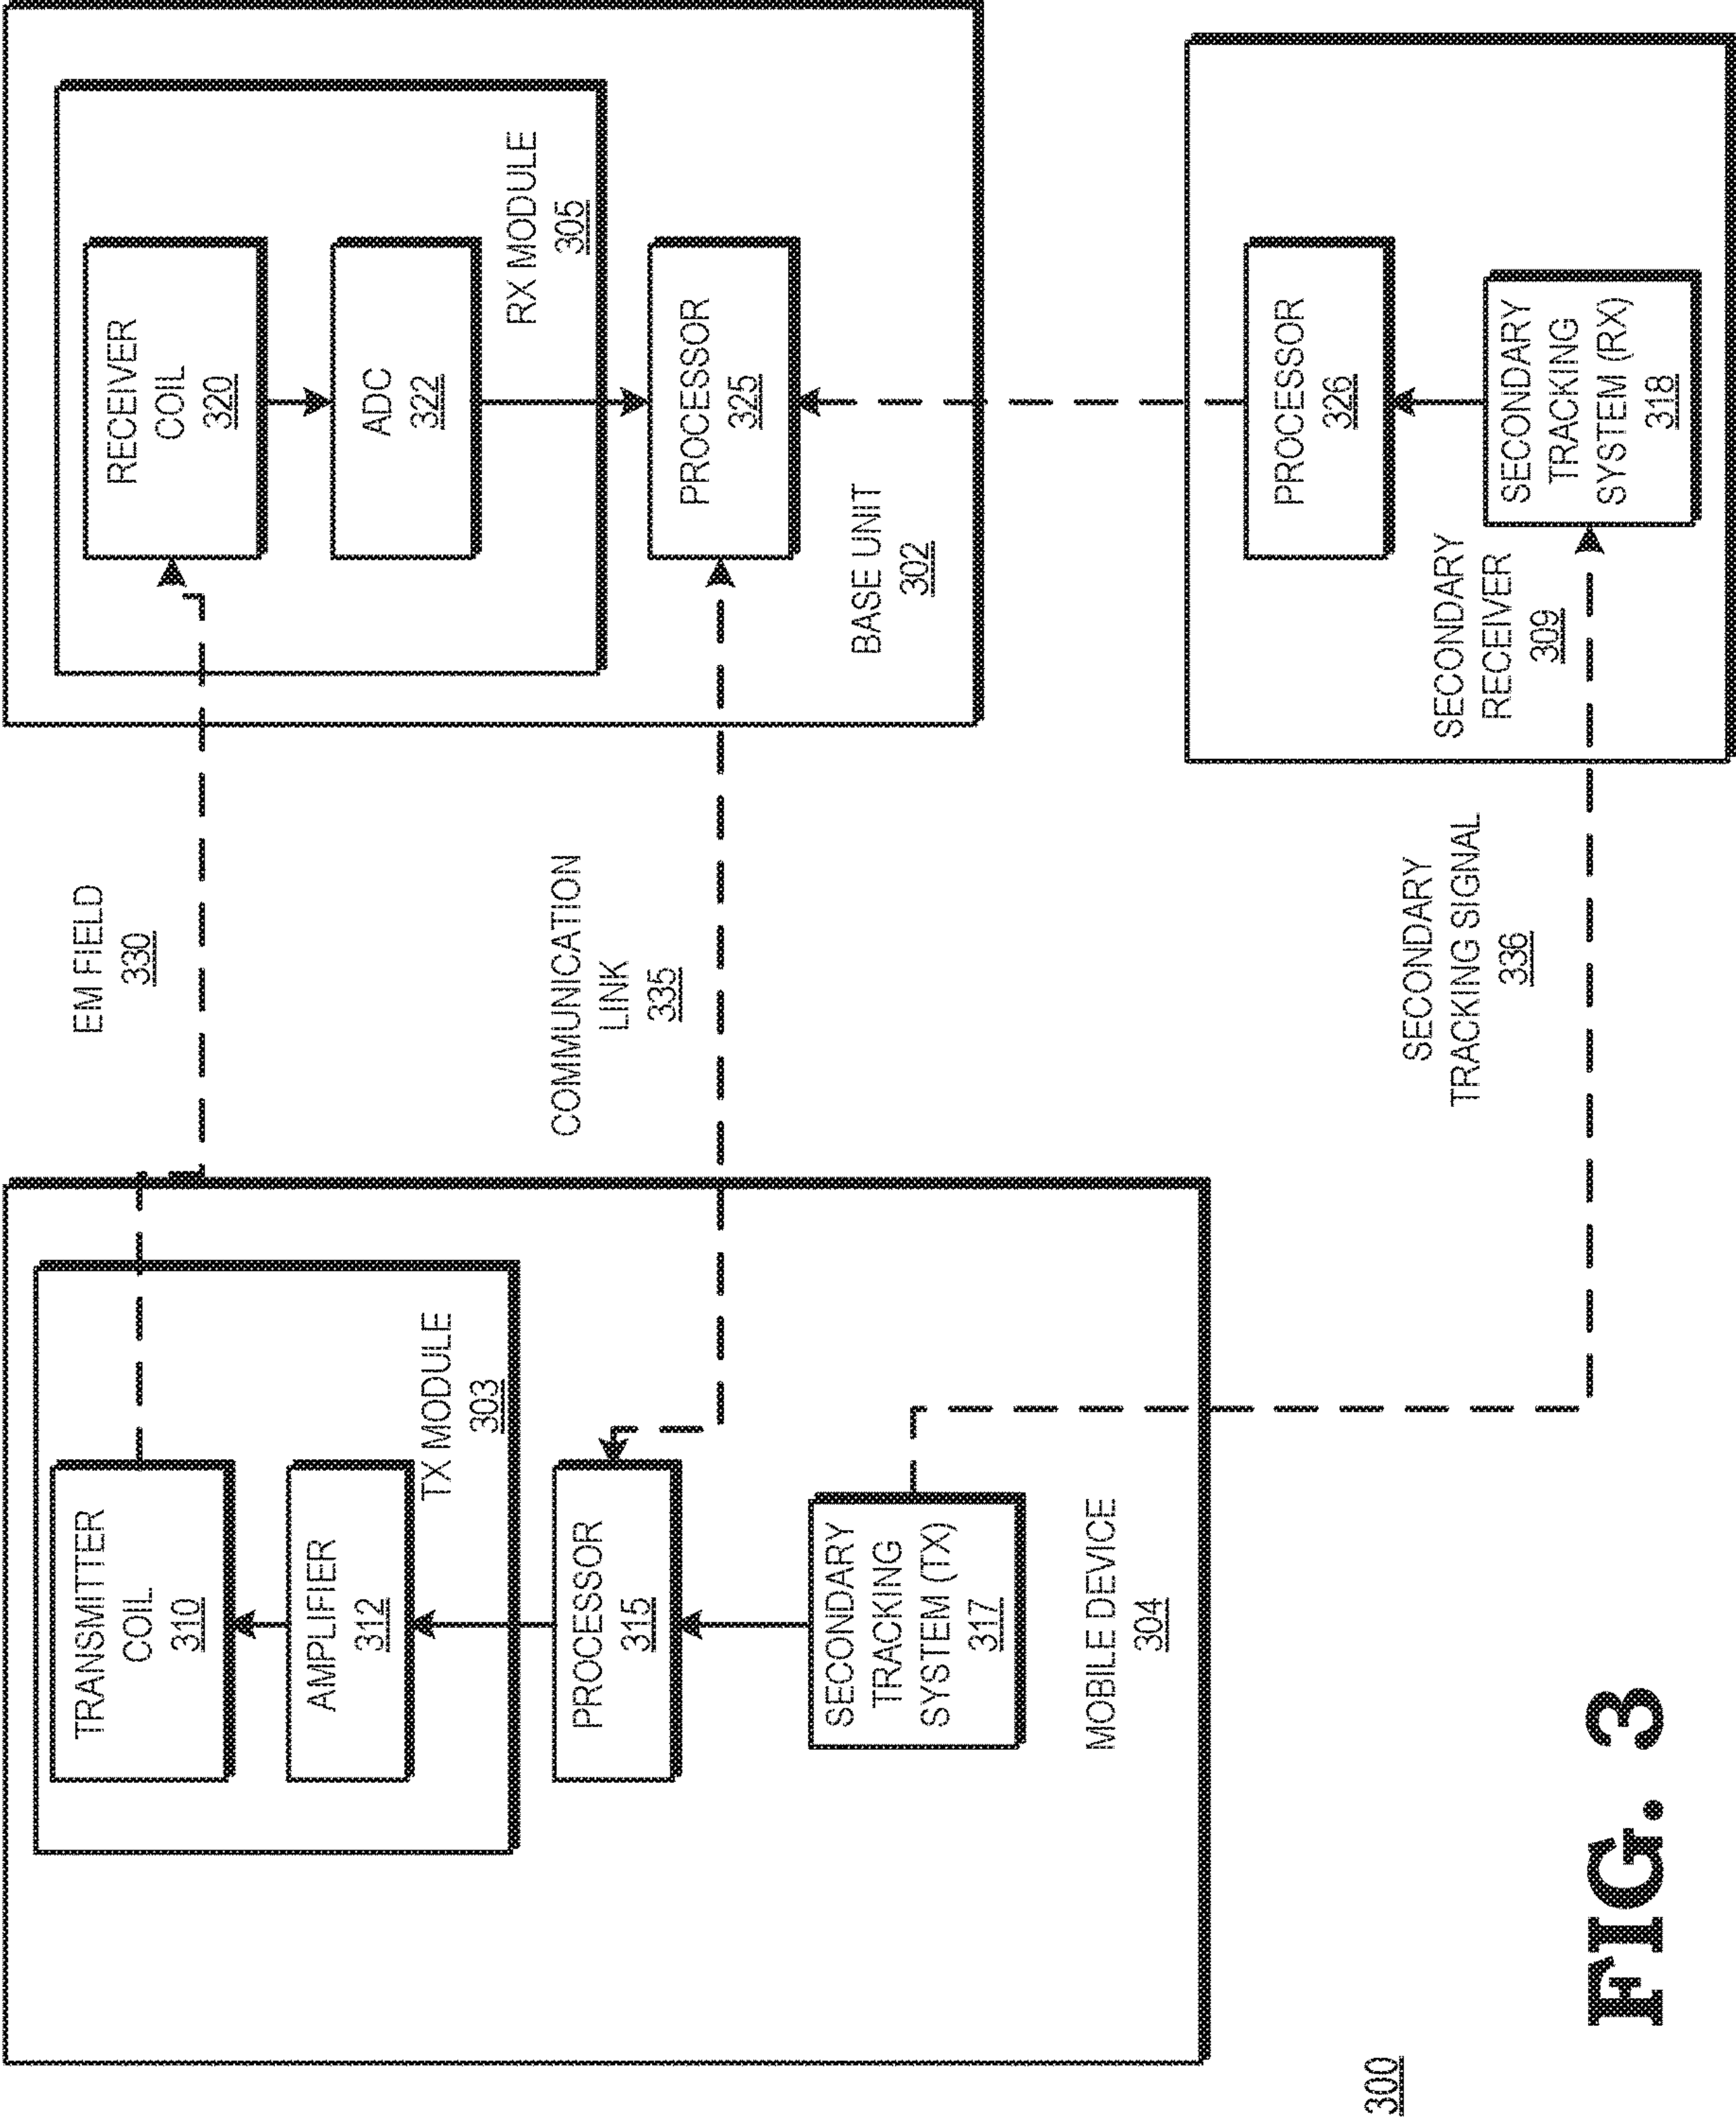 300
MOBILE DEVICE
304
TX MODULE
303
TRANSMITTER
COIL
310
AMPLIFIER
312
PROCESSOR
315
SECONDARY
TRACKING
SYSTEM (TX)
317
EM FIELD
330
COMMUNICATION
LINK
335
SECONDARY
TRACKING SIGNAL
336
RECEIVER
COIL
320
ADC
322
RX MODULE
305
PROCESSOR
325
BASE UNIT
302
PROCESSOR
326
SECONDARY
RECEIVER
309
SECONDARY
TRACKING
SYSTEM (RX)
318
FIG. 3